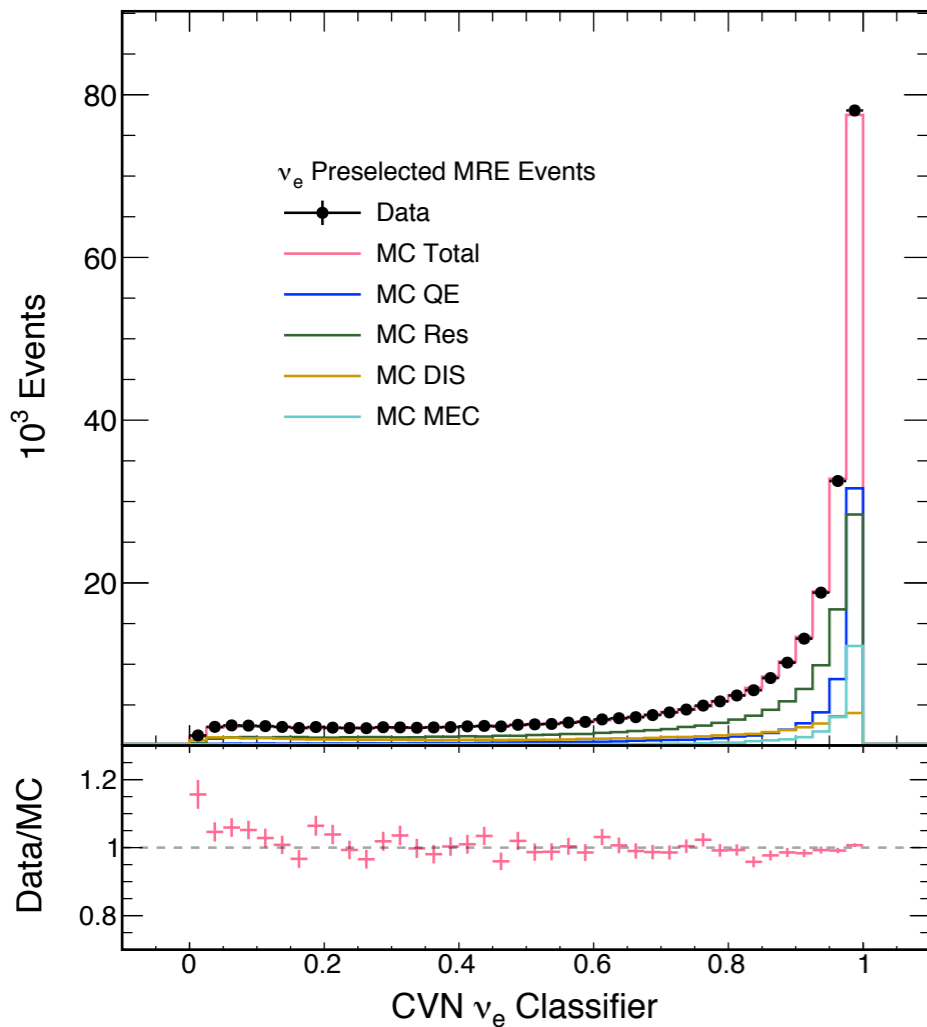 80
60
40
20
10³ Events
νe Preselected MRE Events
Data
MC Total
MC QE
MC Res
MC DIS
MC MEC
1.2
1
0.8
Data/MC
0 0.2 0.4 0.6 0.8 1
CVN νe Classifier